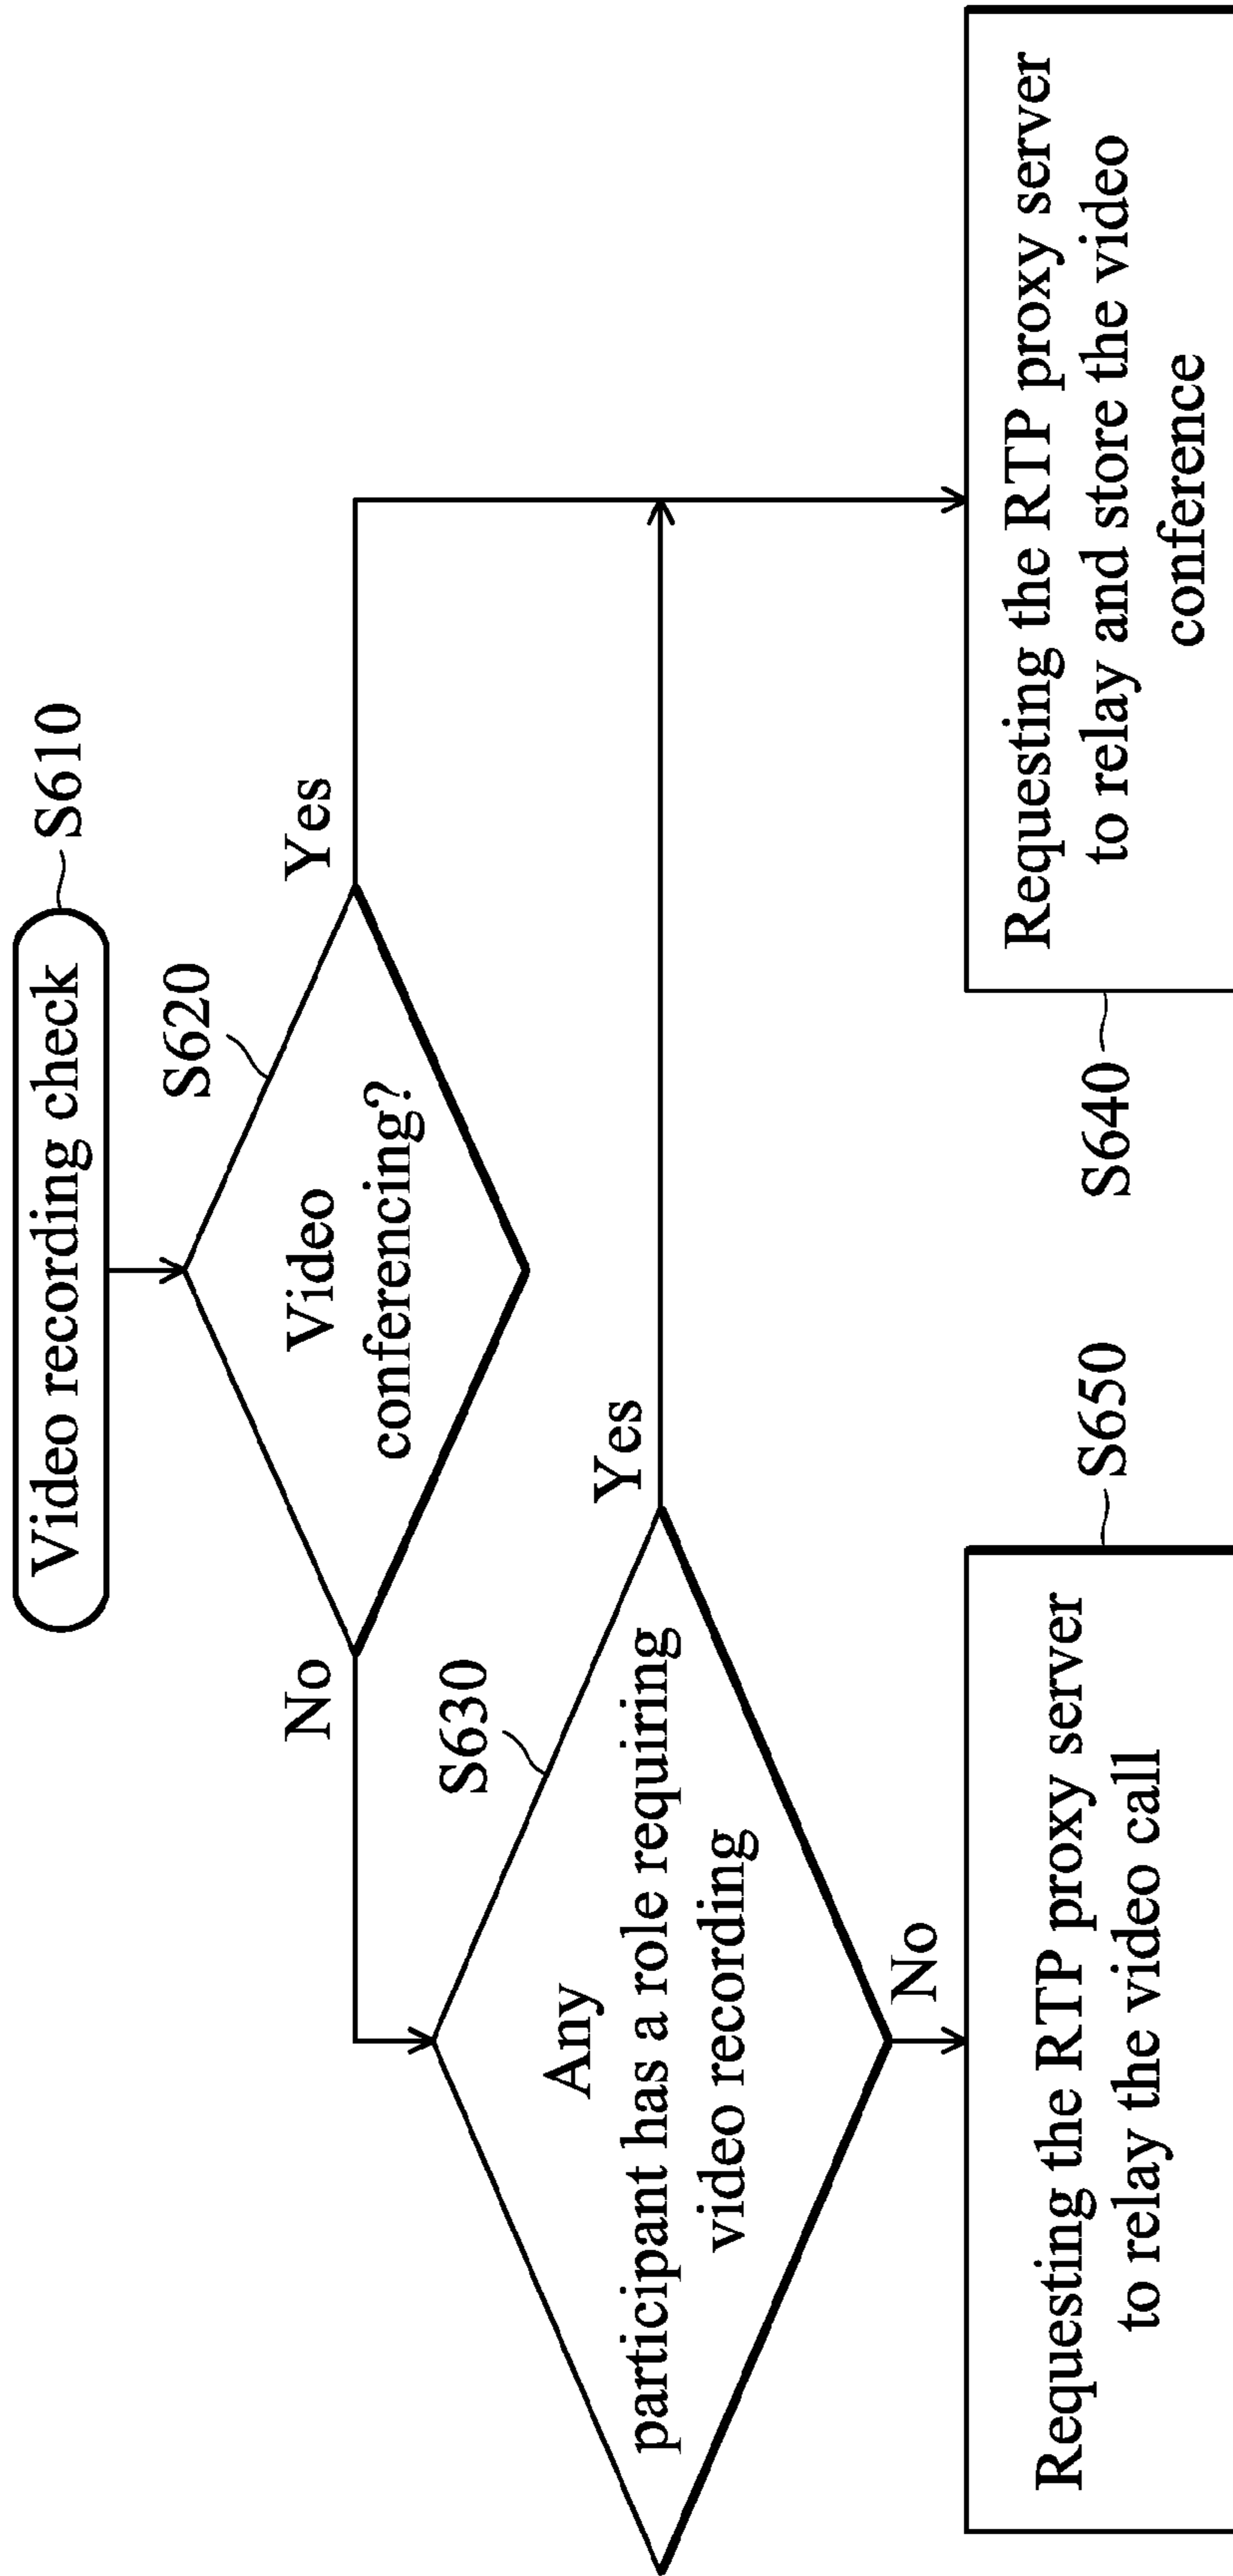 Video recording check
S610
S620
Video
conferencing?
Yes
No
S630
Any
participant has a role requiring
video recording
Yes
No
S650
Requesting the RTP proxy server
to relay the video call
S640
Requesting the RTP proxy server
to relay and store the video
conference